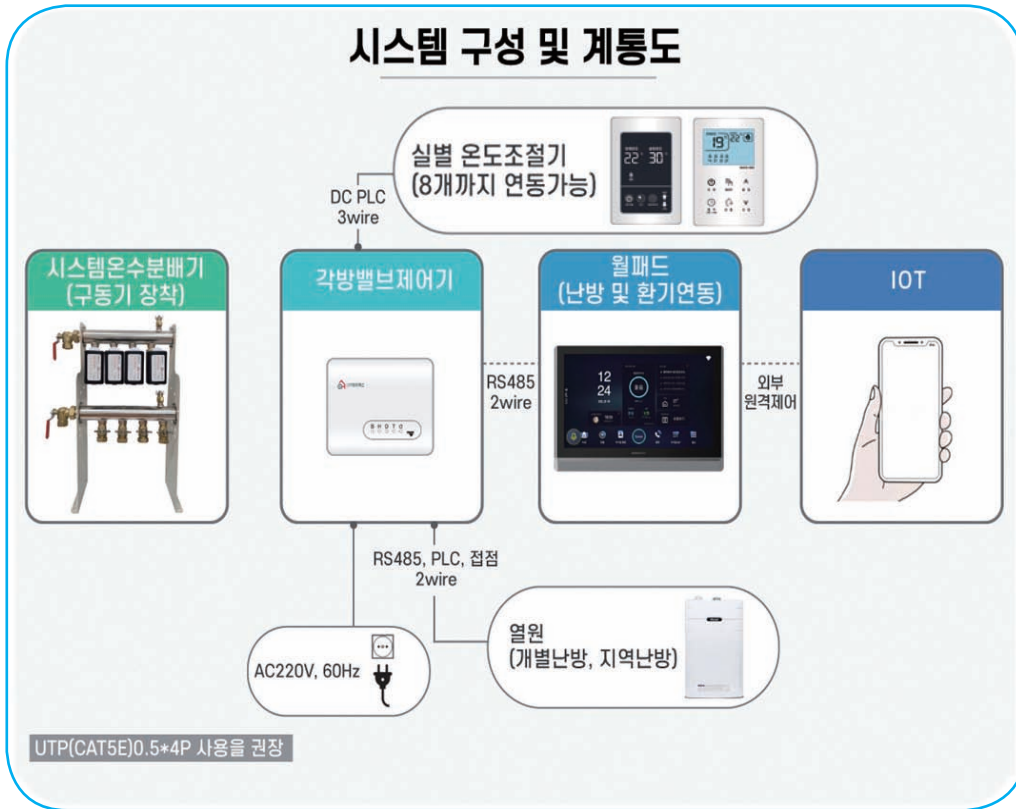 시스템 구성 및 계통도
실별 온도조절기
(8개까지 연동가능)
22° 30°
19° 22°
DC PLC
3wire
시스템온수분배기
(구동기 장착)
각방밸브제어기
월패드
(난방 및 환기연동)
IOT
RS485
2wire
12
24
외부
원격제어
RS485, PLC, 접점
2wire
AC220V, 60Hz
열원
(개별난방, 지역난방)
UTP(CAT5E)0.5*4P 사용을 권장